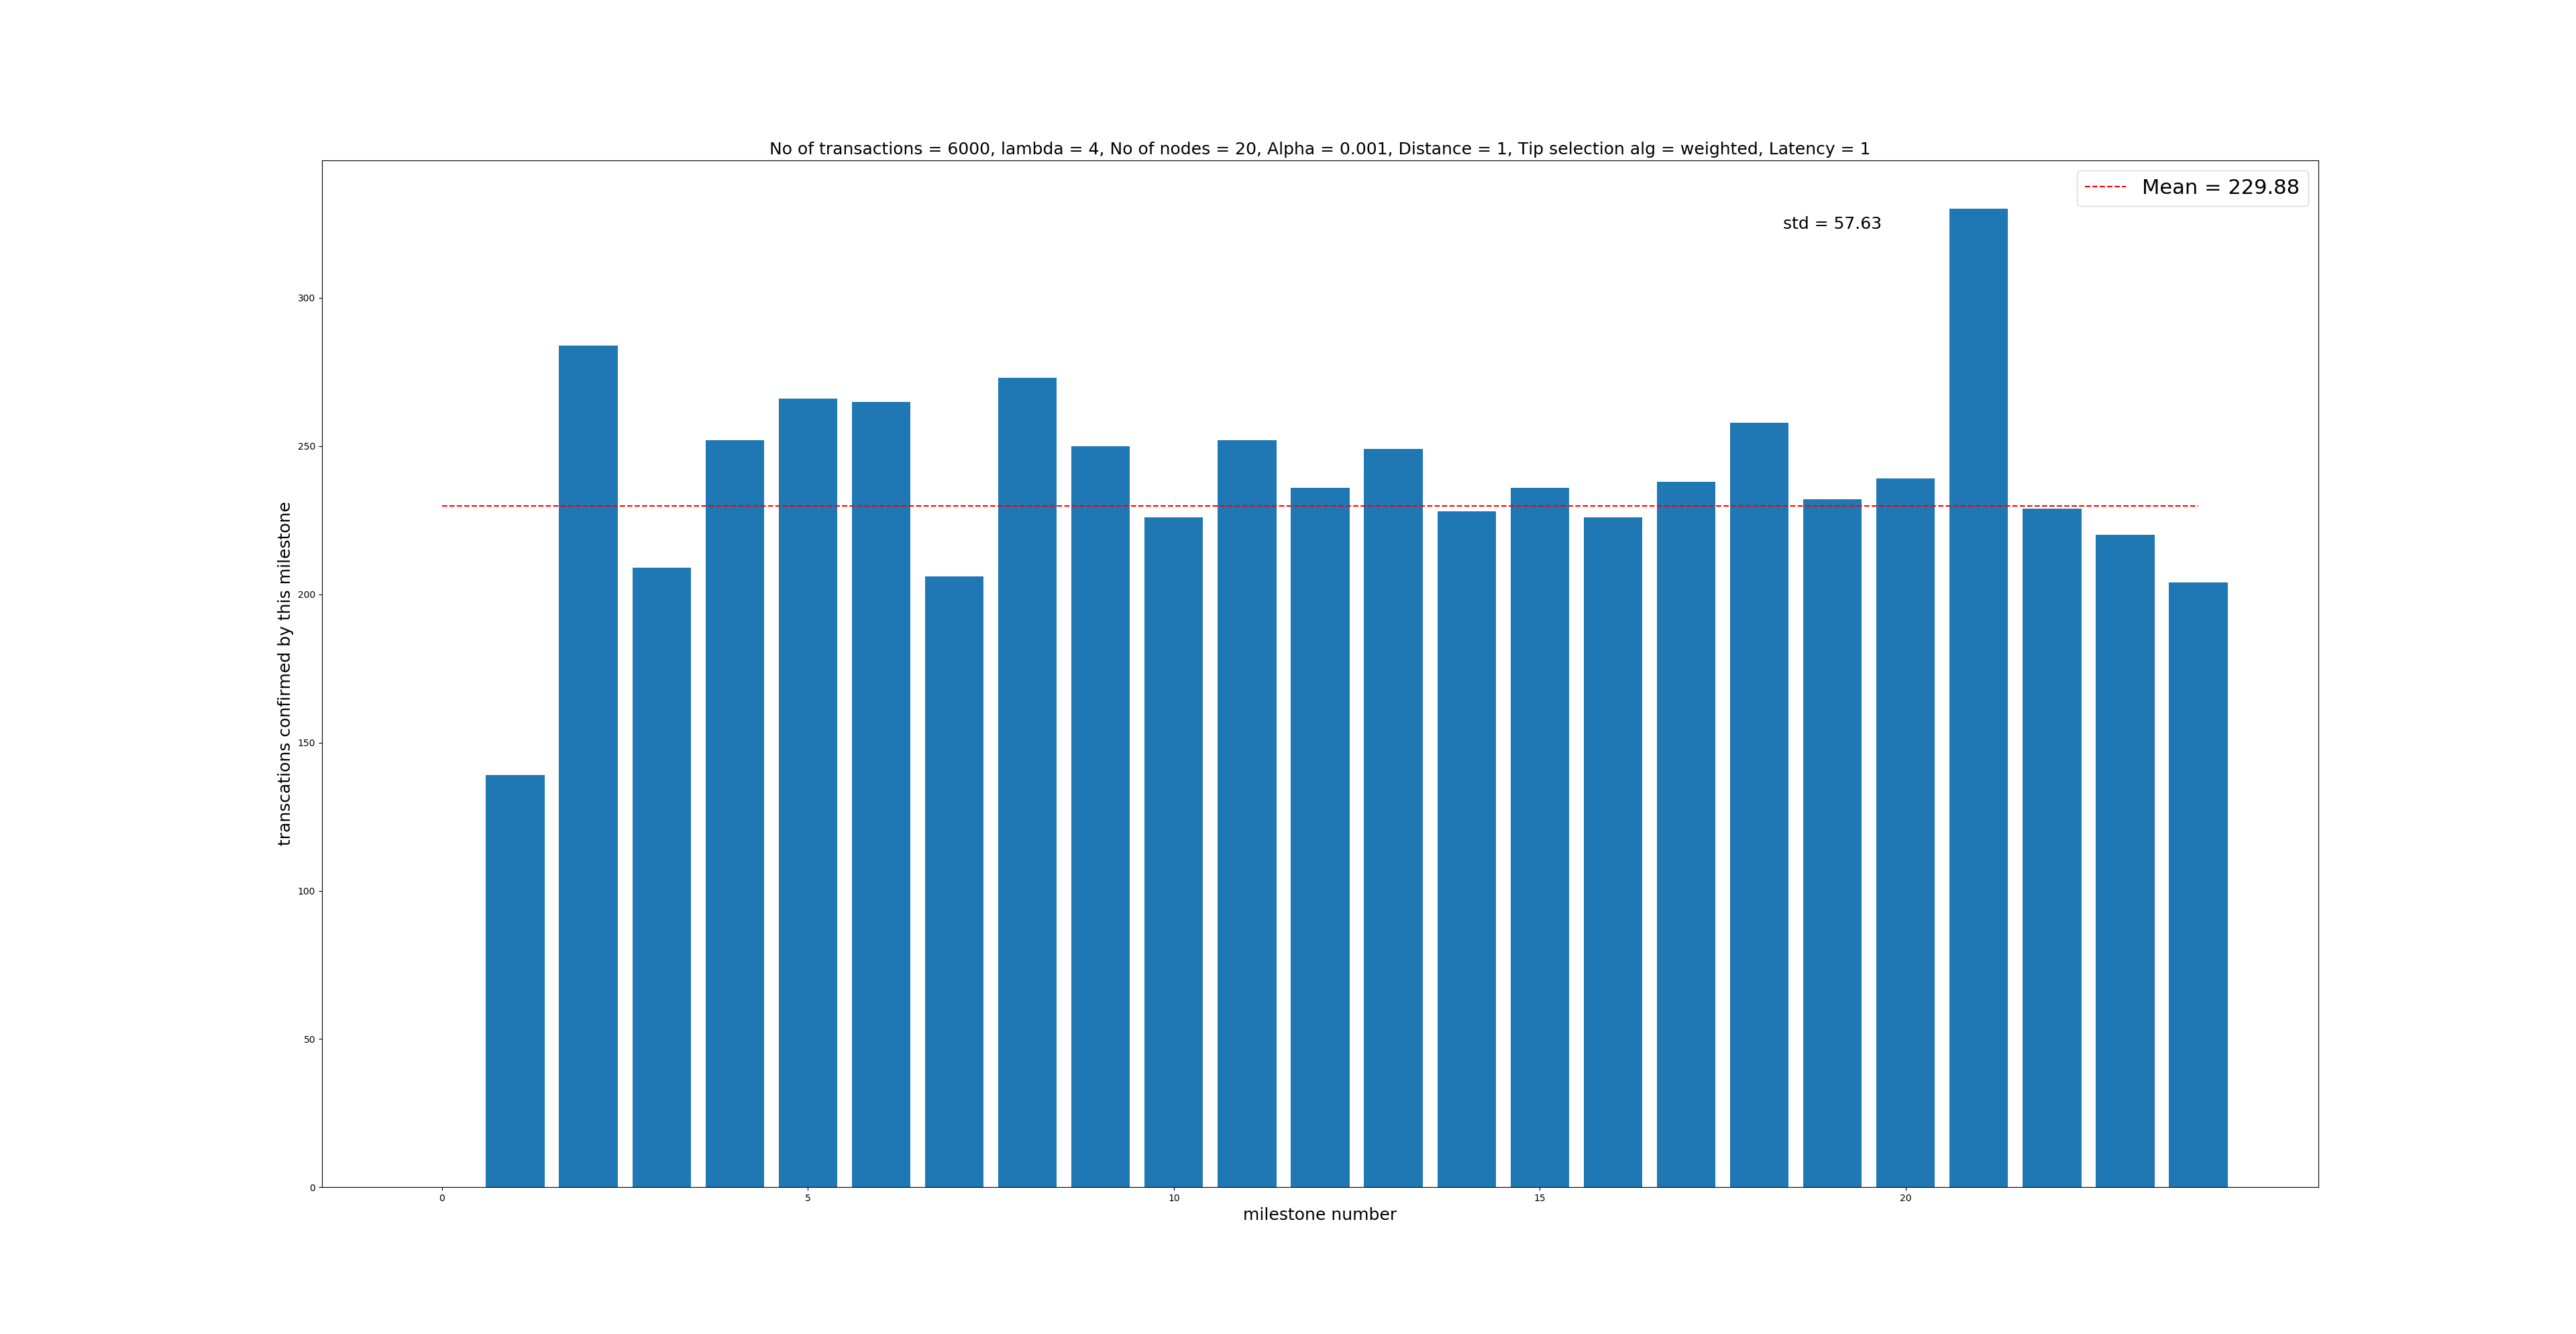 No of transactions = 6000, lambda = 4, No of nodes = 20, Alpha = 0.001, Distance = 1, Tip selection alg = weighted, Latency = 1
Mean = 229.88
std = 57.63
transcations confirmed by this milestone
300
250
200
150
100
50
0
0 5 10 15 20
milestone number